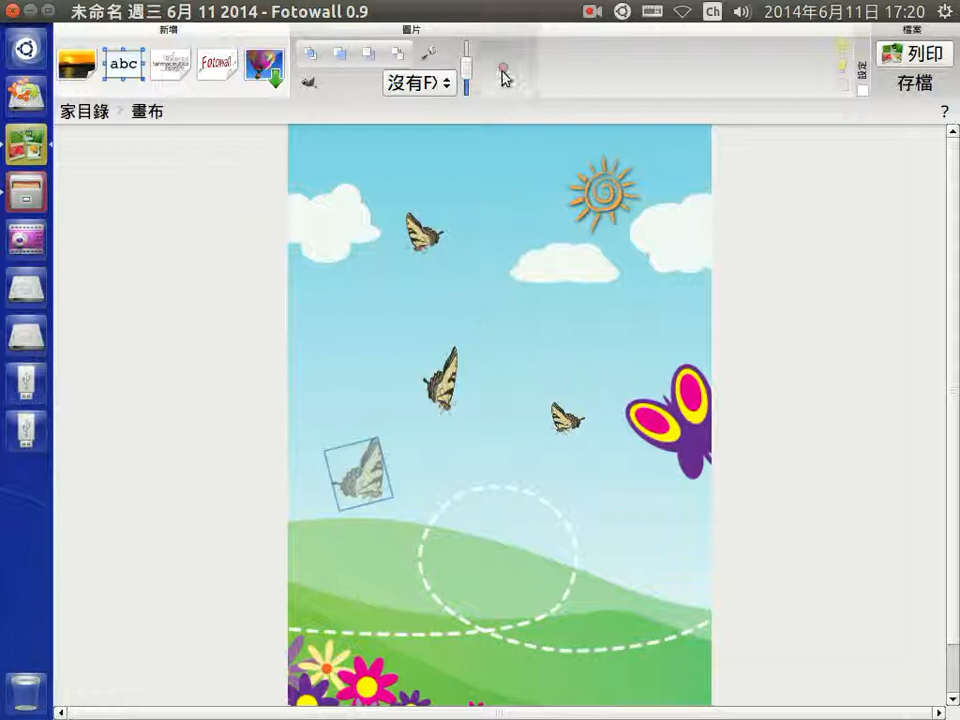 未命名 週三 6月 11 2014 - Fotowall 0.9
Ch
2014年6月11日 17:20
新增
圖片
檔案
abc
Fotowall
沒有FX
設定
列印
存檔
家目錄
畫布
?